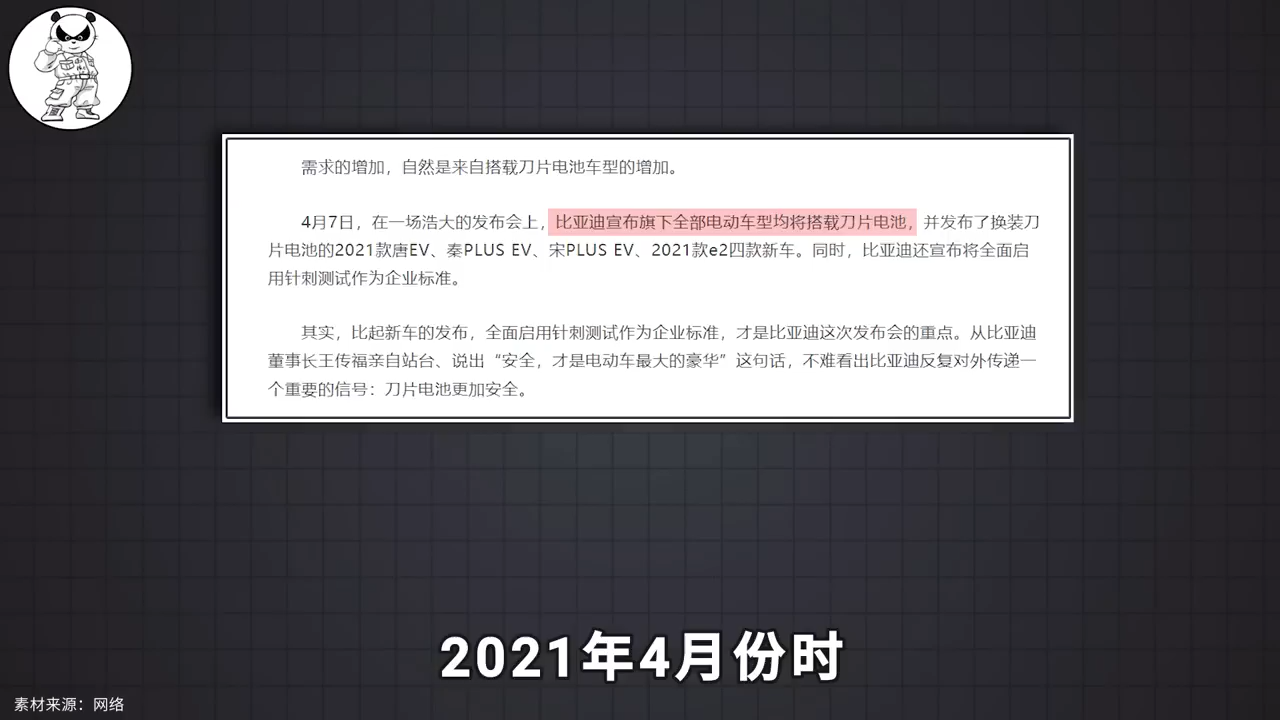 需求的增加，自然是来自搭载刀片电池车型的增加。
4月7日，在一场浩大的发布会上，比亚迪宣布旗下全部电动车型均将搭载刀片电池，并发布了换装刀
片电池的2021款唐EV、秦PLUS EV、宋PLUS EV、2021款e2四款新车。同时，比亚迪还宣布将全面启
用针刺测试作为企业标准。
其实，比起新车的发布，全面启用针刺测试作为企业标准，才是比亚迪这次发布会的重点。从比亚迪
董事长王传福亲自站台、说出“安全，才是电动车最大的豪华”这句话，不难看出比亚迪反复对外传递一
个重要的信号：刀片电池更加安全。
2021年4月份时
素材来源：网络